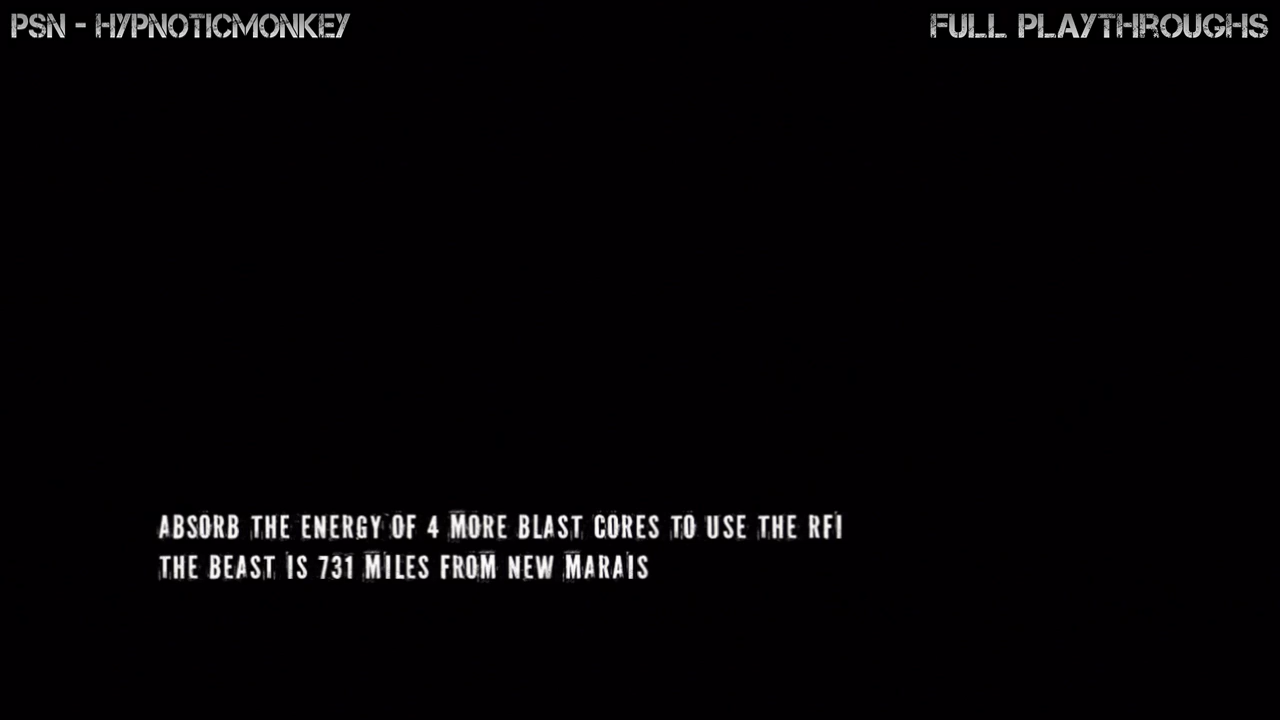 PSN - HYPNOTICMONKEY
FULL PLAYTHROUGHS
ABSORB THE ENERGY OF 4 MORE BLAST CORES TO USE THE RFI
THE BEAST IS 731 MILES FROM NEW MARAIS